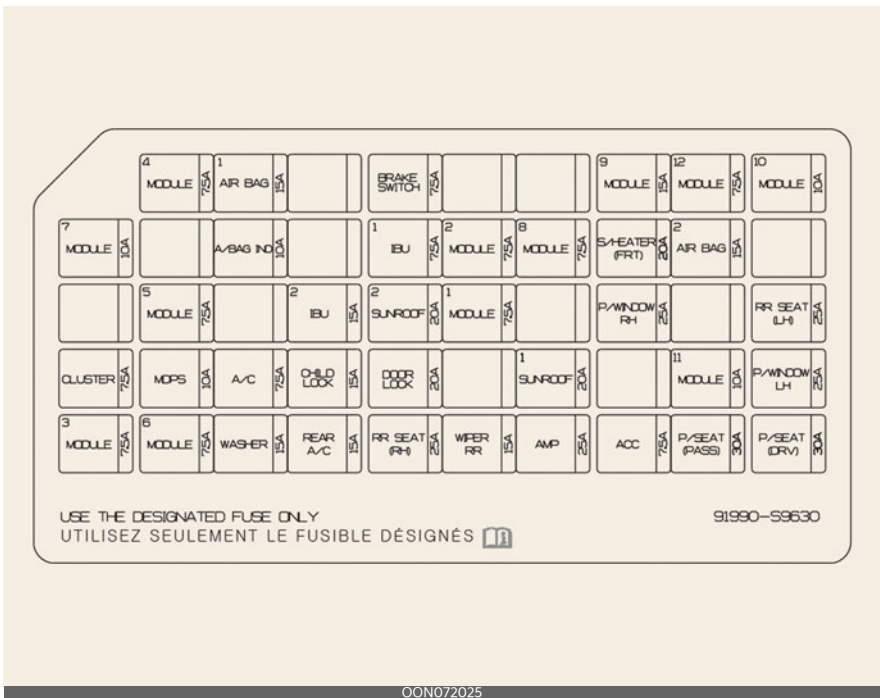 4 MODULE 7.5A 1 AIR BAG 15A BRAKE SWITCH 7.5A 9 MODULE 15A 12 MODULE 7.5A 10 MODULE 10A
7 MODULE 10A A/BAG IND 10A 1 IBU 7.5A 2 MODULE 7.5A 8 MODULE 7.5A S/HEATER (FRT) 20A 2 AIR BAG 15A
5 MODULE 7.5A 2 IBU 15A 2 SUNROOF 20A 1 MODULE 7.5A P/WINDOW RH 25A RR SEAT (LH) 25A
CLUSTER 7.5A MDPS 10A A/C 7.5A CHILD LOCK 15A DOOR LOCK 20A 1 SUNROOF 20A 11 MODULE 10A P/WINDOW LH 25A
3 MODULE 7.5A 6 MODULE 7.5A WASHER 15A REAR A/C 15A RR SEAT (RH) 25A WIPER RR 15A AMP 25A ACC 7.5A P/SEAT (PASS) 30A P/SEAT (DRV) 30A
USE THE DESIGNATED FUSE ONLY 91990-S9630
UTILISEZ SEULEMENT LE FUSIBLE DÉSIGNÉS
OON072025